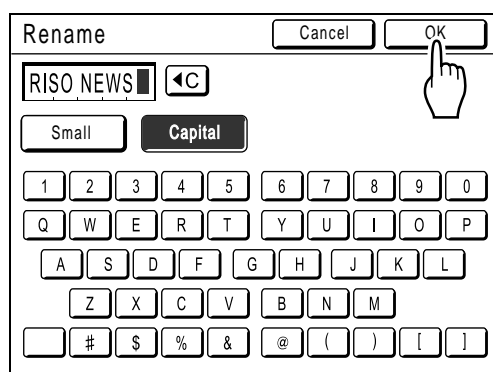 Rename Cancel OK
RISO NEWS ◀C
Small Capital
1 2 3 4 5 6 7 8 9 0
Q W E R T Y U I O P
A S D F G H J K L
Z X C V B N M
# $ % & @ ( ) [ ]